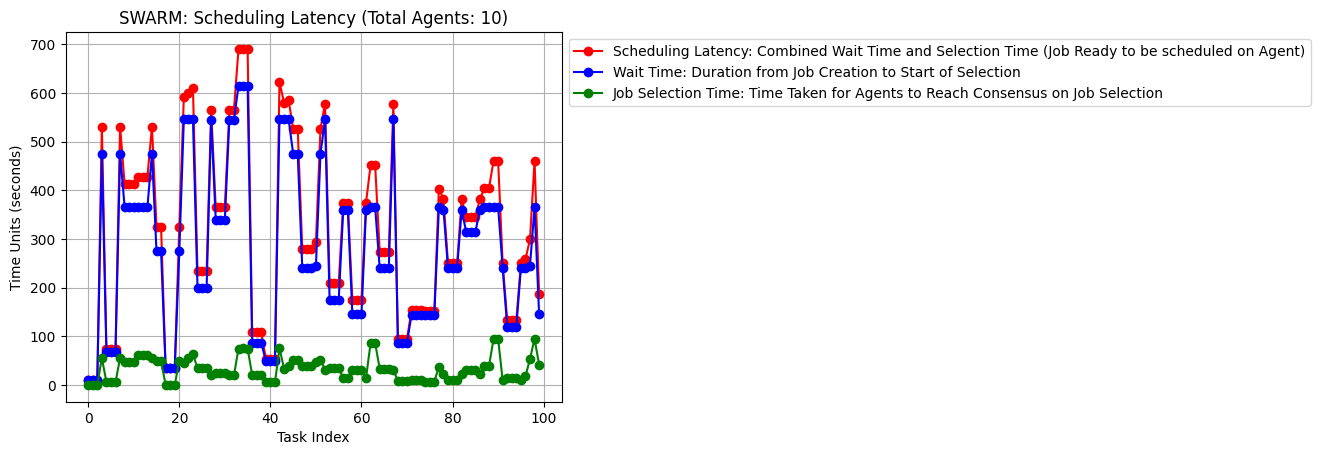 SWARM: Scheduling Latency (Total Agents: 10)
Scheduling Latency: Combined Wait Time and Selection Time (Job Ready to be scheduled on Agent)
Wait Time: Duration from Job Creation to Start of Selection
Job Selection Time: Time Taken for Agents to Reach Consensus on Job Selection
Time Units (seconds)
700
600
500
400
300
200
100
0
0 20 40 60 80 100
Task Index